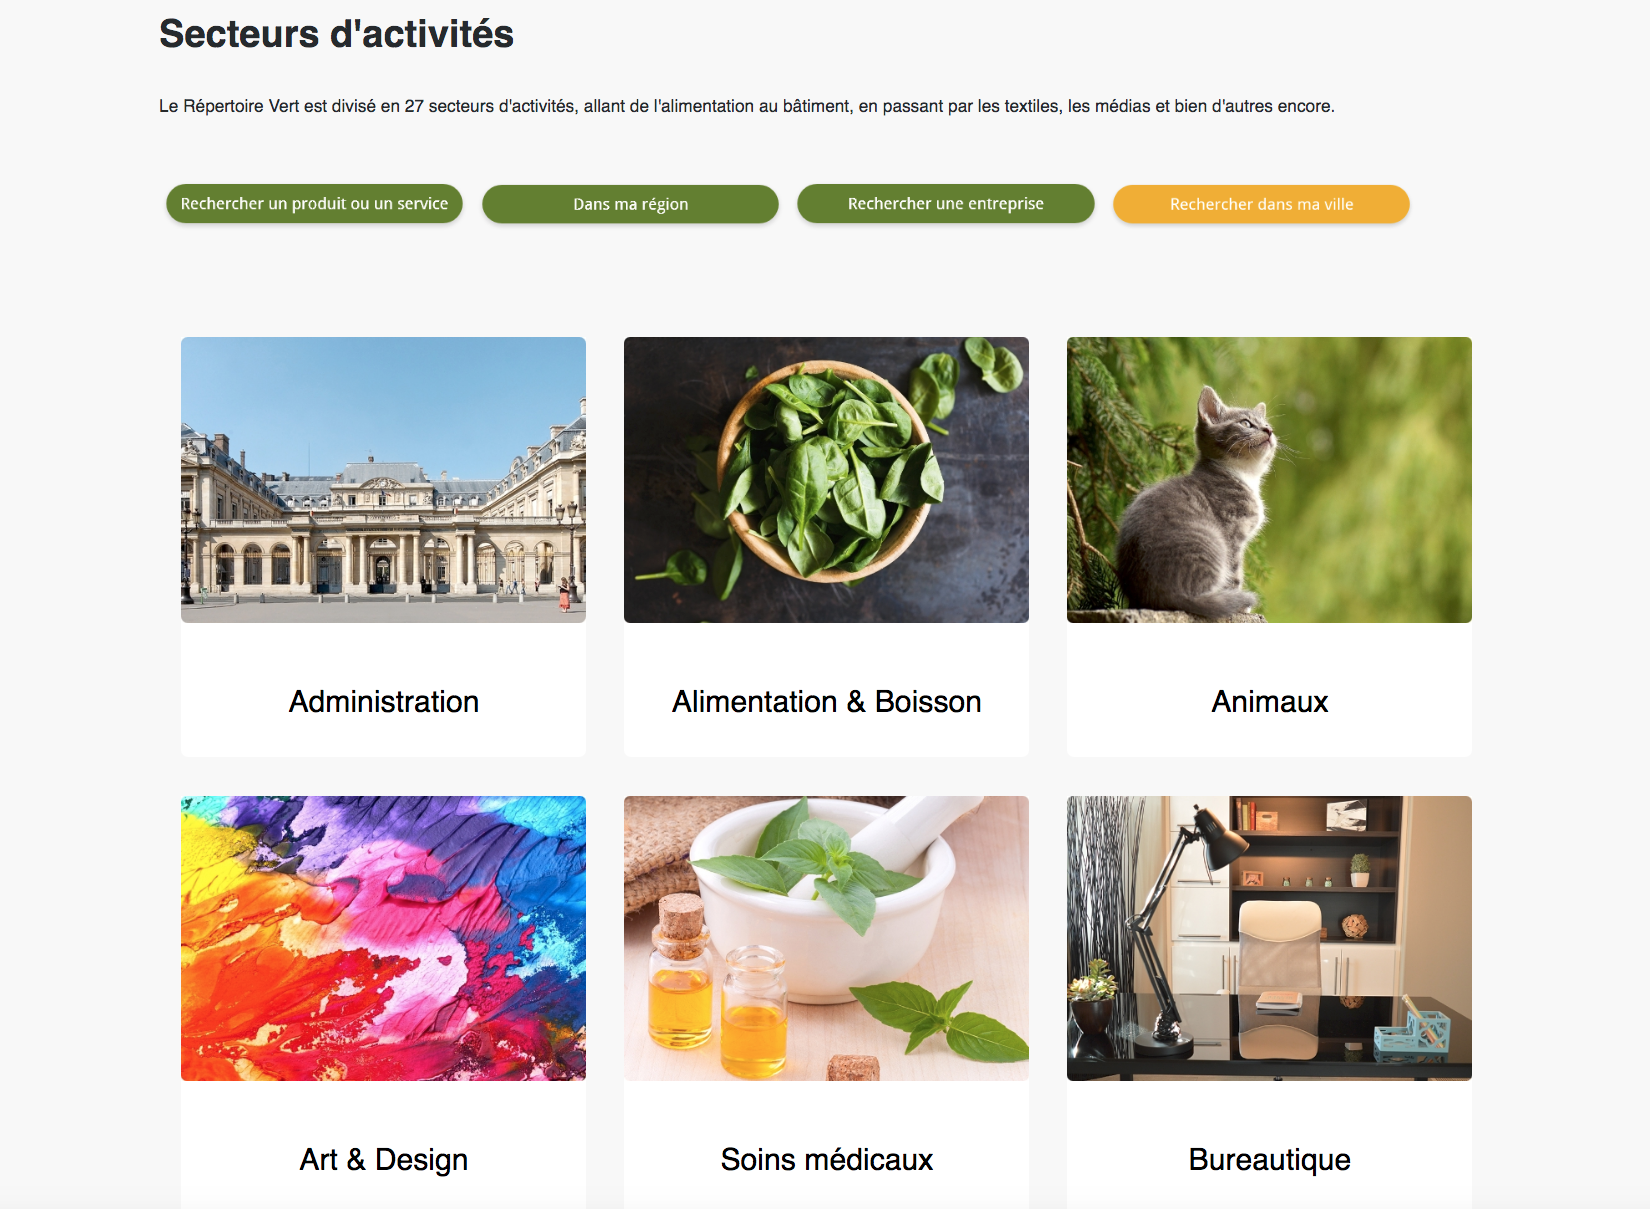 Secteurs d'activités
Le Répertoire Vert est divisé en 27 secteurs d'activités, allant de l'alimentation au bâtiment, en passant par les textiles, les médias et bien d'autres encore.
Rechercher un produit ou un service
Dans ma région
Rechercher une entreprise
Rechercher dans ma ville
Administration
Alimentation & Boisson
Animaux
Art & Design
Soins médicaux
Bureautique